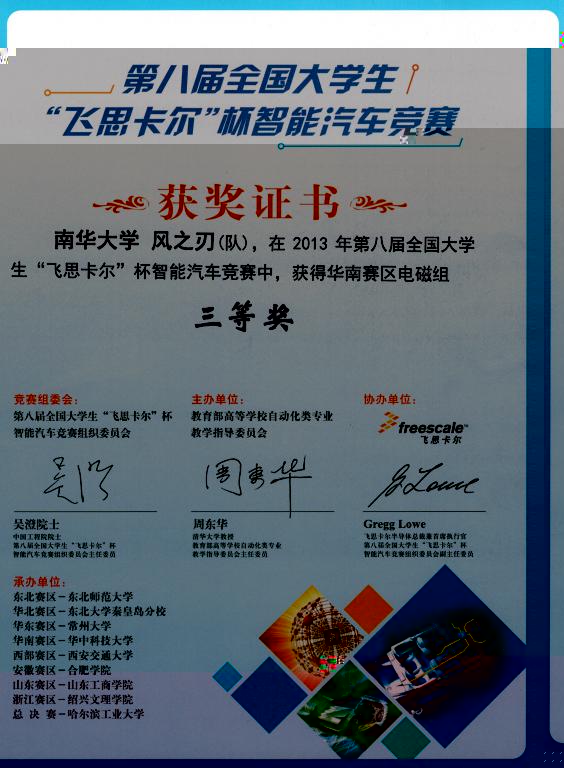 第八届全国大学生
“飞思卡尔”杯智能汽车竞赛
获奖证书
南华大学 风之刃(队)，在 2013 年第八届全国大学
生“飞思卡尔”杯智能汽车竞赛中，获得华南赛区电磁组
三等奖
竞赛组委会：
第八届全国大学生“飞思卡尔”杯
智能汽车竞赛组织委员会
吴澄
吴澄院士
中国工程院院士
第八届全国大学生“飞思卡尔”杯
智能汽车竞赛组织委员会主任委员
主办单位：
教育部高等学校自动化类专业
教学指导委员会
周东华
周东华
清华大学教授
教育部高等学校自动化类专业
教学指导委员会主任委员
协办单位：
freescale™
飞思卡尔
G Lowe
Gregg Lowe
飞思卡尔半导体总裁兼首席执行官
第八届全国大学生“飞思卡尔”杯
智能汽车竞赛组织委员会副主任委员
承办单位：
东北赛区－东北师范大学
华北赛区－东北大学秦皇岛分校
华东赛区－常州大学
华南赛区－华中科技大学
西部赛区－西安交通大学
安徽赛区－合肥学院
山东赛区－山东工商学院
浙江赛区－绍兴文理学院
总 决 赛－哈尔滨工业大学